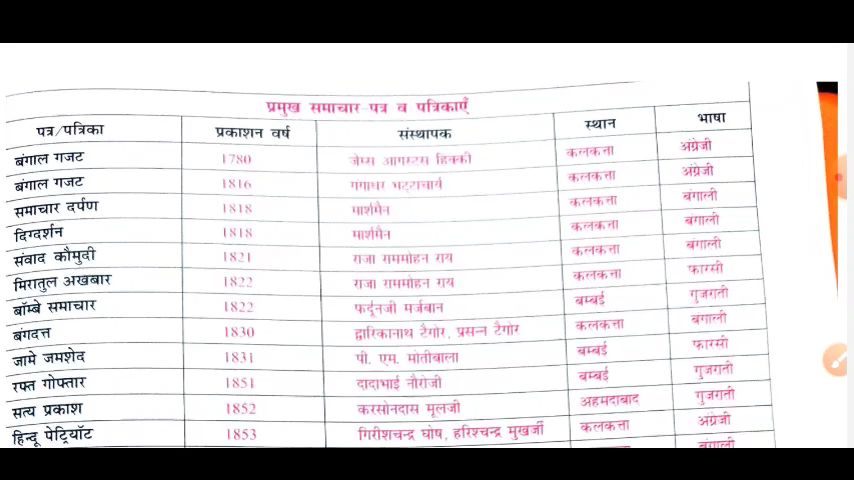 प्रमुख समाचार-पत्र व पत्रिकाएँ
पत्र/पत्रिका प्रकाशन वर्ष संस्थापक स्थान भाषा
बंगाल गजट 1780 जेम्स आगस्टस हिक्की कलकत्ता अंग्रेजी
बंगाल गजट 1816 गंगाधर भट्टाचार्य कलकत्ता अंग्रेजी
समाचार दर्पण 1818 मार्शमैन कलकत्ता बंगाली
दिग्दर्शन 1818 मार्शमैन कलकत्ता बंगाली
संवाद कौमुदी 1821 राजा राममोहन राय कलकत्ता बंगाली
मिरातुल अखबार 1822 राजा राममोहन राय कलकत्ता फारसी
बॉम्बे समाचार 1822 फर्दूनजी मर्जबान बम्बई गुजराती
बंगदत्त 1830 द्वारिकानाथ टैगोर, प्रसन्न टैगोर कलकत्ता बंगाली
जामे जमशेद 1831 पी. एम. मोतीबाला बम्बई फारसी
रफ्त गोफ्तार 1851 दादाभाई नौरोजी बम्बई गुजराती
सत्य प्रकाश 1852 करसोनदास मूलजी अहमदाबाद गुजराती
हिन्दू पेट्रियॉट 1853 गिरीशचन्द्र घोष, हरिश्चन्द्र मुखर्जी कलकत्ता अंग्रेजी
बंगाली